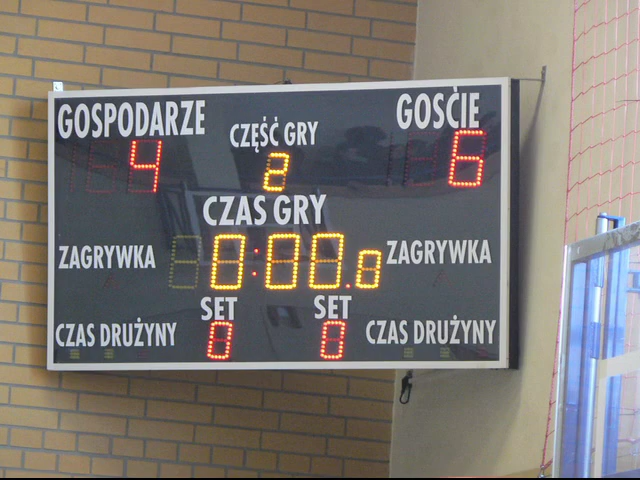 GOSPODARZE GOŚCIE
CZĘŚĆ GRY
4 2 6
CZAS GRY
ZAGRYWKA 0:00.0 ZAGRYWKA
SET SET
CZAS DRUŻYNY 0 0 CZAS DRUŻYNY